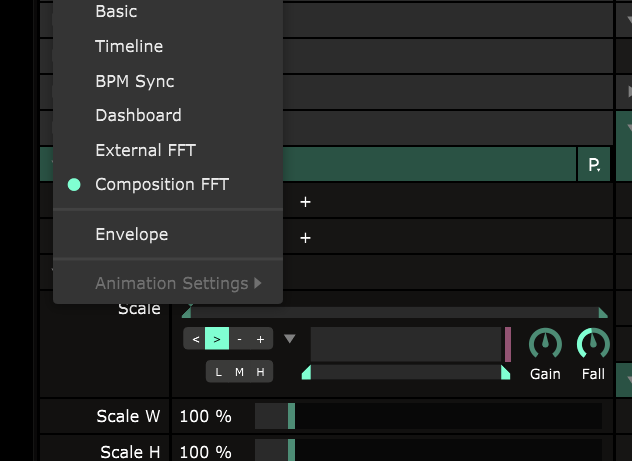 Basic
Timeline
BPM Sync
Dashboard
External FFT
P.
Composition FFT
+
Envelope
+
Animation Settings
Scale
< > - +
L M H
Gain Fall
Scale W 100 %
Scale H 100 %